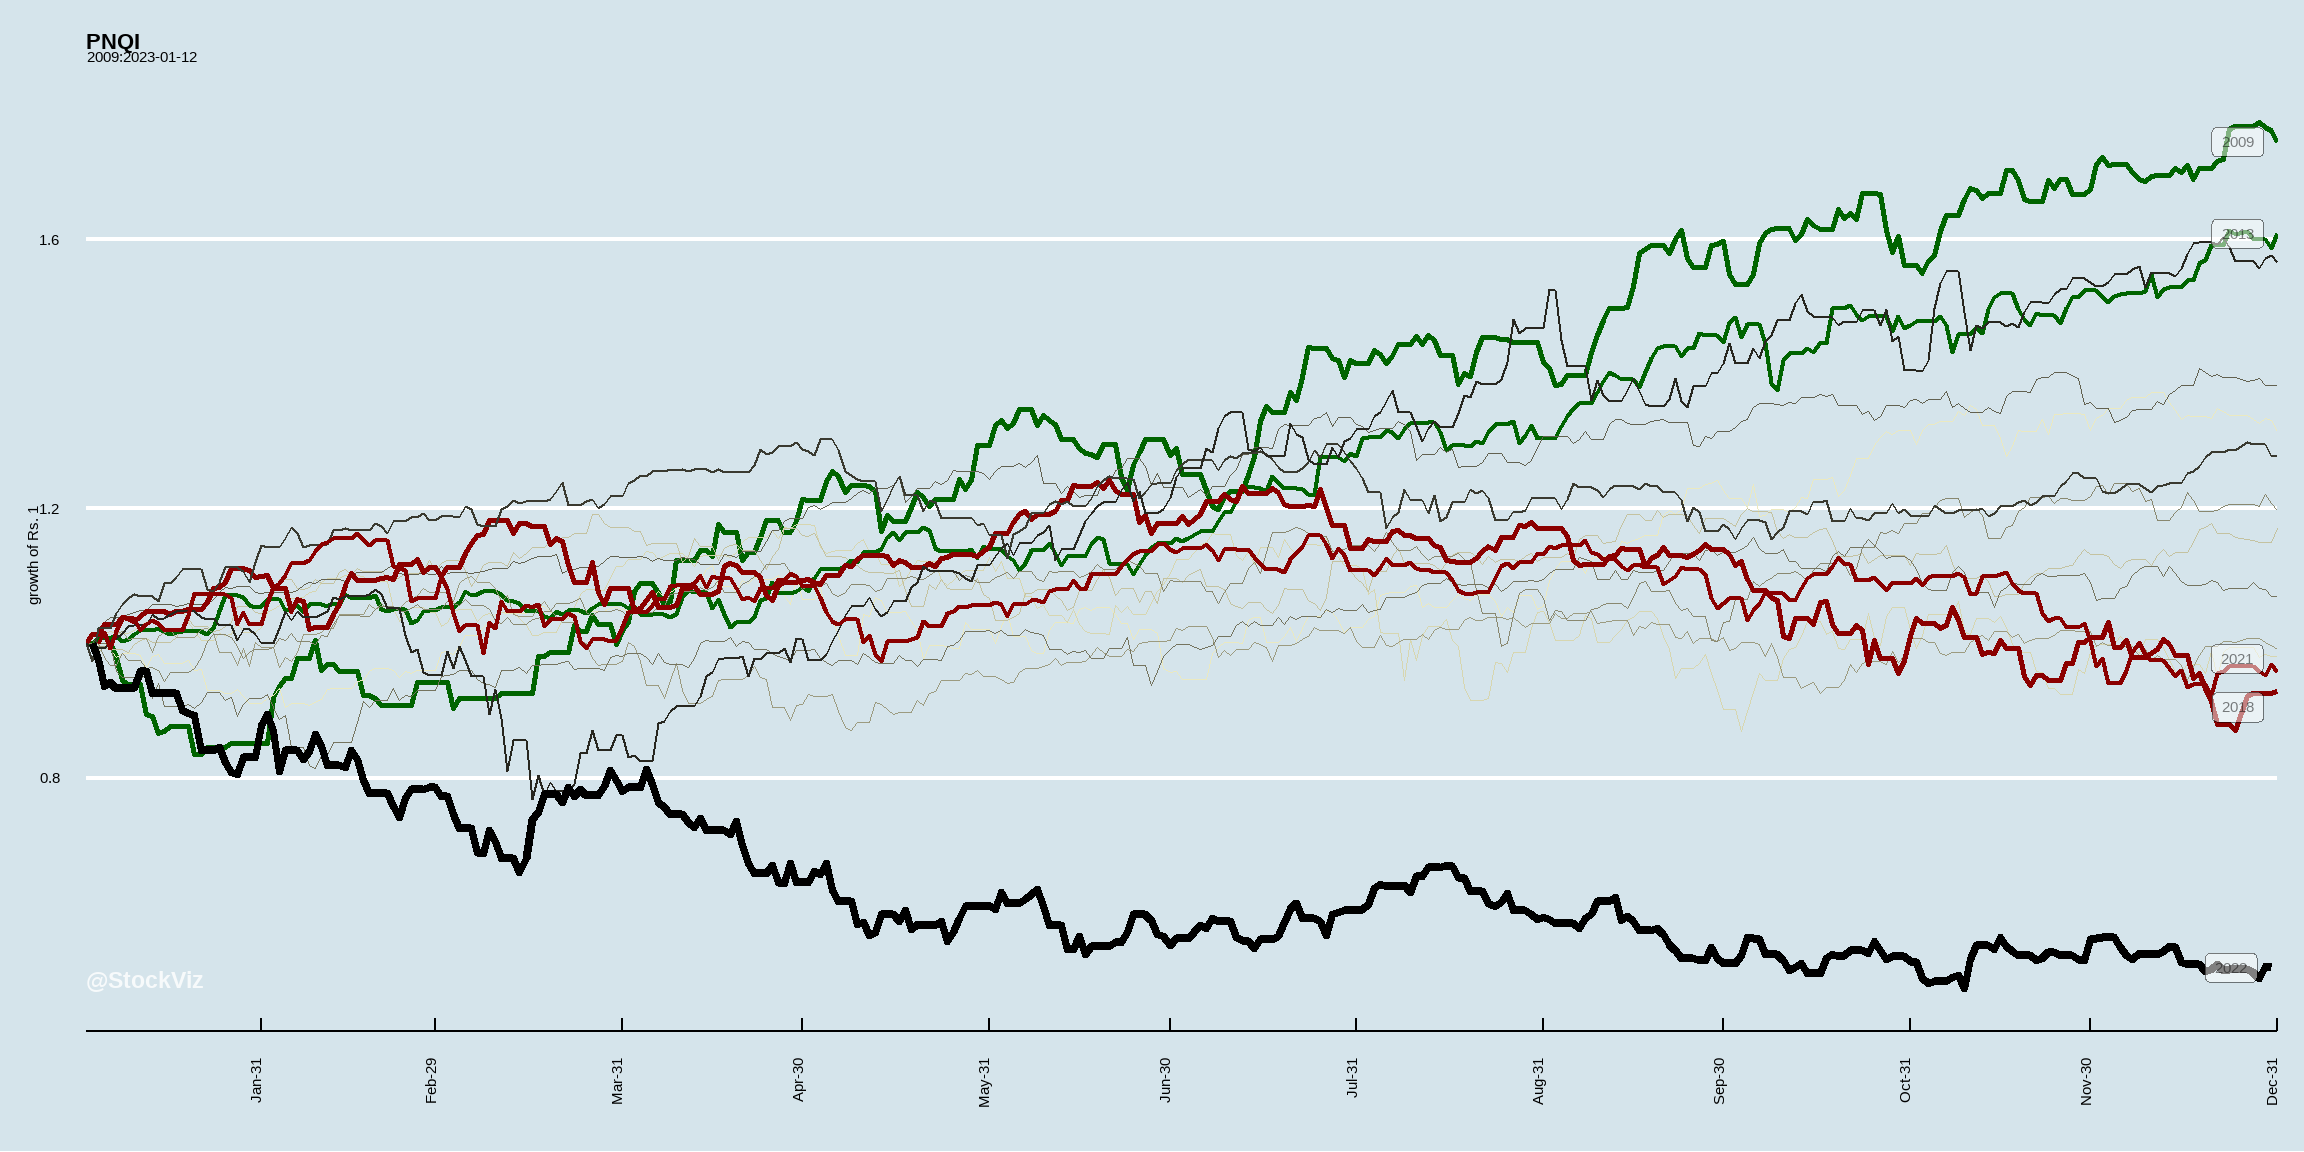 PNQI
2009:2023-01-12
2009
2013
1.6
1.2
growth of Rs. 1
0.8
2021
2018
2022
@StockViz
Jan-31
Feb-29
Mar-31
Apr-30
May-31
Jun-30
Jul-31
Aug-31
Sep-30
Oct-31
Nov-30
Dec-31